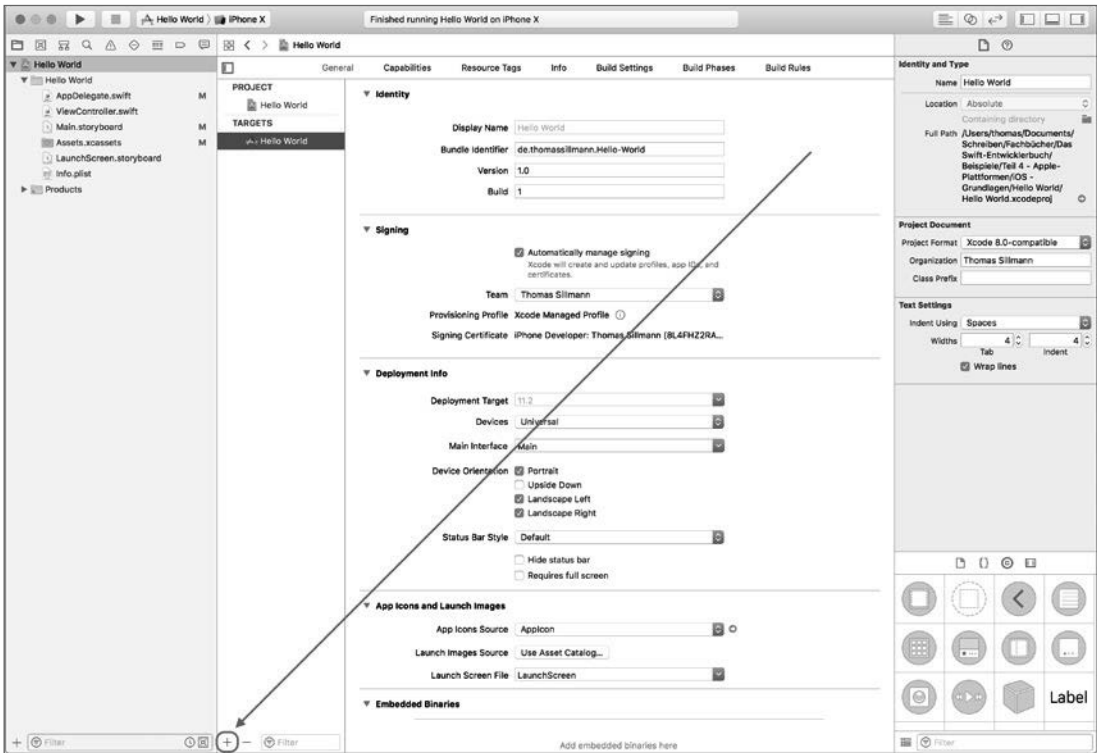 Hello World
iPhone X
Finished running Hello World on iPhone X
Hello World
Hello World
General
Capabilities
Resource Tags
Info
Build Settings
Build Phases
Build Rules
Hello World
AppDelegate.swift M
ViewController.swift
Main.storyboard M
Assets.xcassets M
LaunchScreen.storyboard
Info.plist
Products
Filter
PROJECT
Hello World
TARGETS
Hello World
Filter
Identity
Display Name Hello World
Bundle Identifier de.thomassillmann.Hello-World
Version 1.0
Build 1
Signing
Automatically manage signing
Xcode will create and update profiles, app IDs, and
certificates.
Team Thomas Sillmann
Provisioning Profile Xcode Managed Profile
Signing Certificate iPhone Developer: Thomas Sillmann (8L4FHZ2RA...
Deployment Info
Deployment Target 11.2
Devices Universal
Main Interface Main
Device Orientation Portrait
Upside Down
Landscape Left
Landscape Right
Status Bar Style Default
Hide status bar
Requires full screen
App Icons and Launch Images
App Icons Source AppIcon
Launch Images Source Use Asset Catalog...
Launch Screen File LaunchScreen
Embedded Binaries
Add embedded binaries here
Identity and Type
Name Hello World
Location Absolute
Containing directory
Full Path /Users/thomas/Documents/
Schreiben/Fachbücher/Das
Swift-Entwicklerbuch/
Beispiele/Teil 4 - Apple-
Plattformen/iOS -
Grundlagen/Hello World/
Hello World.xcodeproj
Project Document
Project Format Xcode 8.0-compatible
Organization Thomas Sillmann
Class Prefix
Text Settings
Indent Using Spaces
Widths 4 4
Tab Indent
Wrap lines
Label
Filter